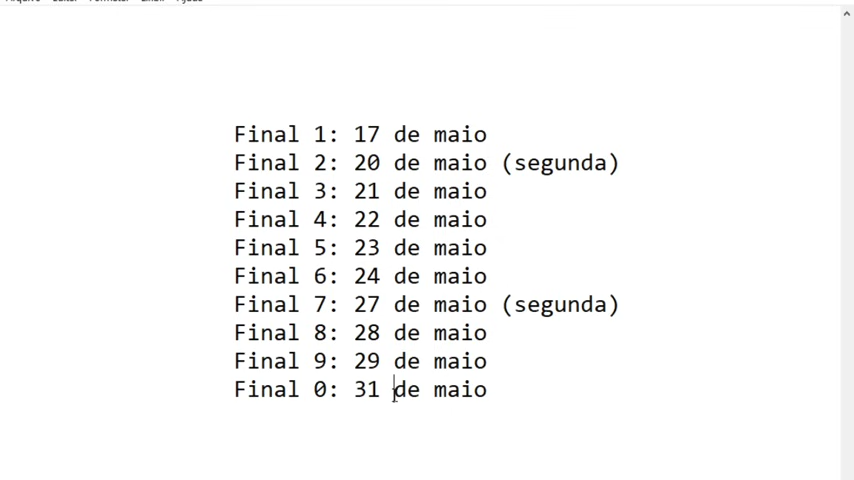 Final 1: 17 de maio
Final 2: 20 de maio (segunda)
Final 3: 21 de maio
Final 4: 22 de maio
Final 5: 23 de maio
Final 6: 24 de maio
Final 7: 27 de maio (segunda)
Final 8: 28 de maio
Final 9: 29 de maio
Final 0: 31 de maio